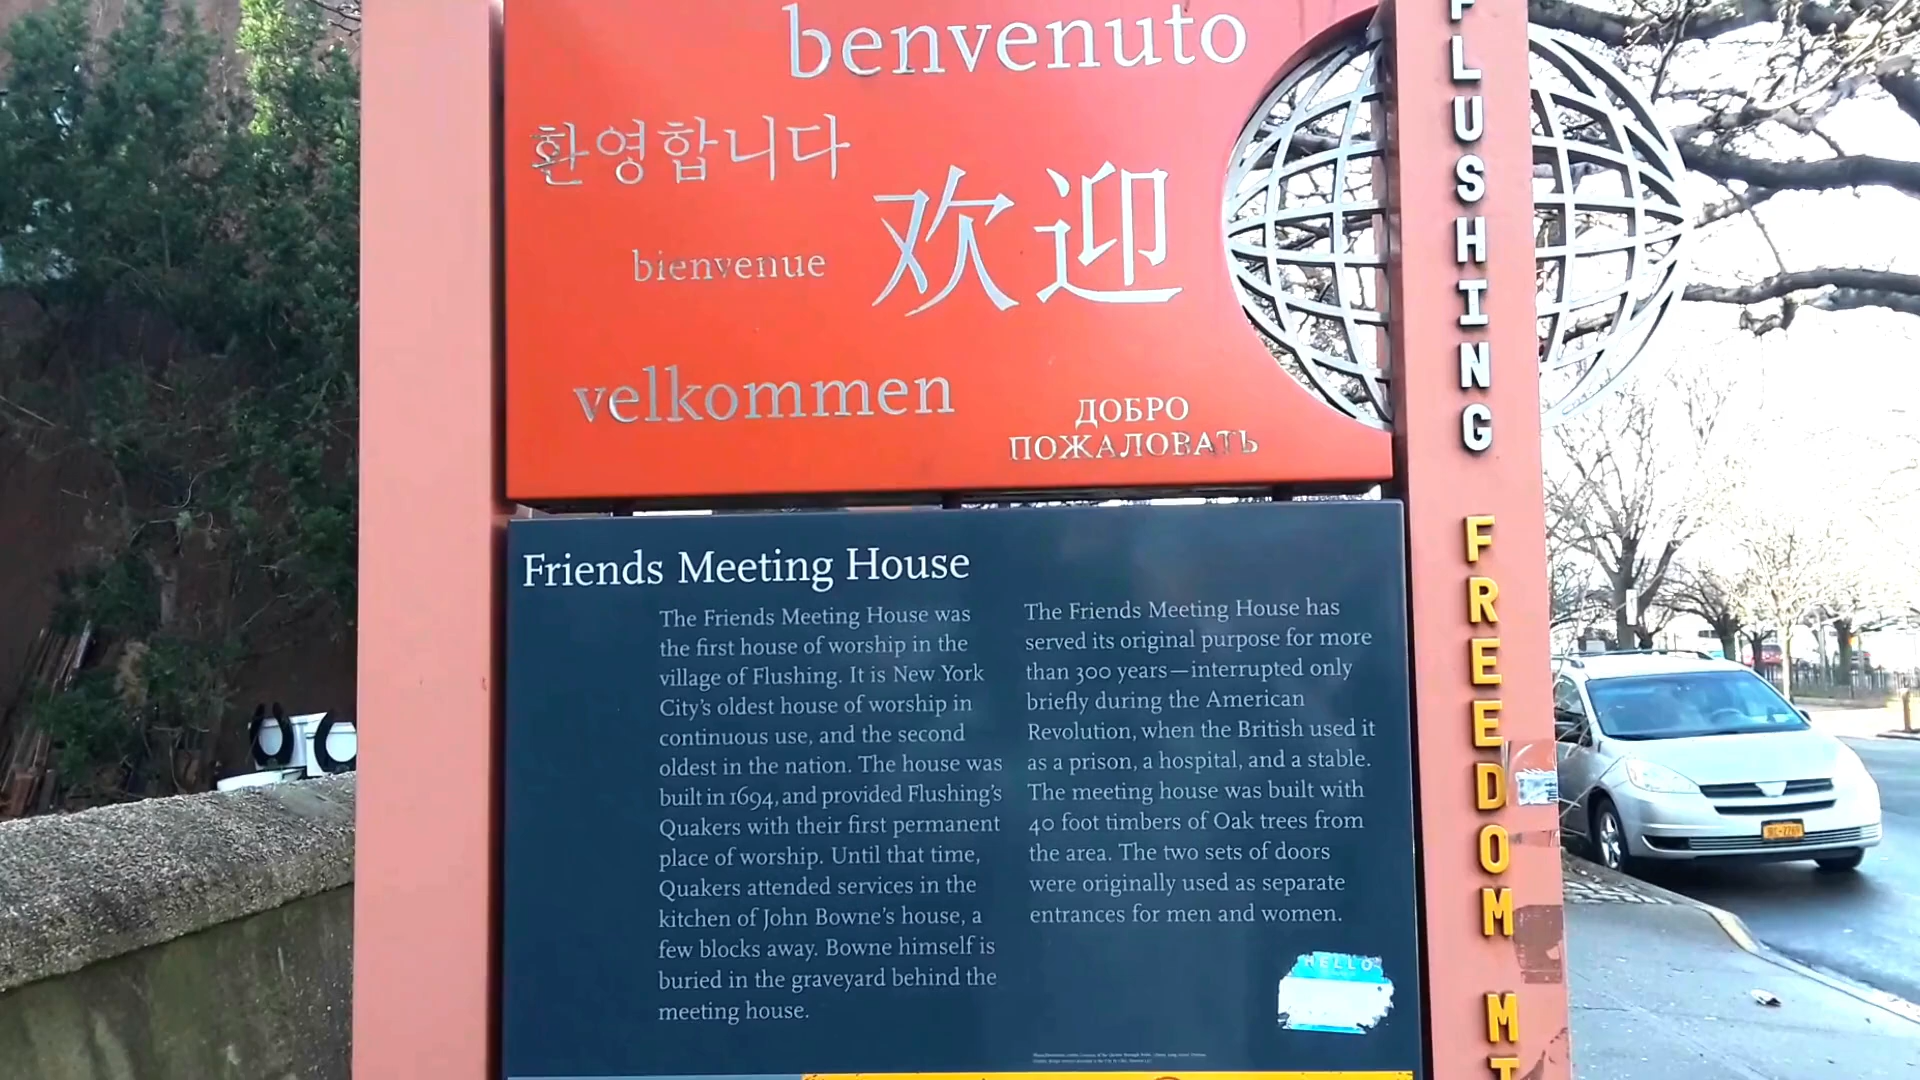 benvenuto
환영합니다
欢迎
bienvenue
velkommen
ДОБРО
ПОЖАЛОВАТЬ
FLUSHING FREEDOM MI
Friends Meeting House
The Friends Meeting House was
the first house of worship in the
village of Flushing. It is New York
City's oldest house of worship in
continuous use, and the second
oldest in the nation. The house was
built in 1694, and provided Flushing's
Quakers with their first permanent
place of worship. Until that time,
Quakers attended services in the
kitchen of John Bowne's house, a
few blocks away. Bowne himself is
buried in the graveyard behind the
meeting house.
The Friends Meeting House has
served its original purpose for more
than 300 years—interrupted only
briefly during the American
Revolution, when the British used it
as a prison, a hospital, and a stable.
The meeting house was built with
40 foot timbers of Oak trees from
the area. The two sets of doors
were originally used as separate
entrances for men and women.
HELLO